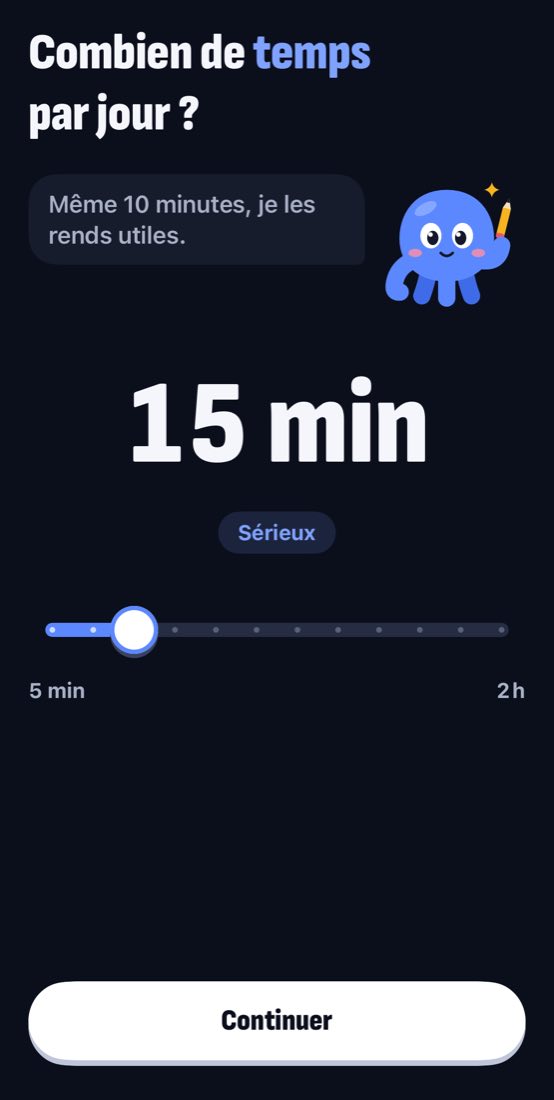 Combien de temps
par jour ?
Même 10 minutes, je les
rends utiles.
15 min
Sérieux
5 min
2 h
Continuer